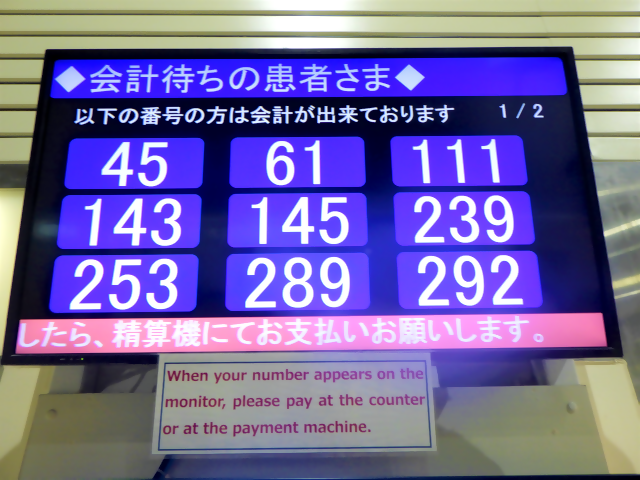 ◆会計待ちの患者さま◆
以下の番号の方は会計が出来ております 1/2
45 61 111
143 145 239
253 289 292
したら、精算機にてお支払いお願いします。
When your number appears on the
monitor, please pay at the counter
or at the payment machine.